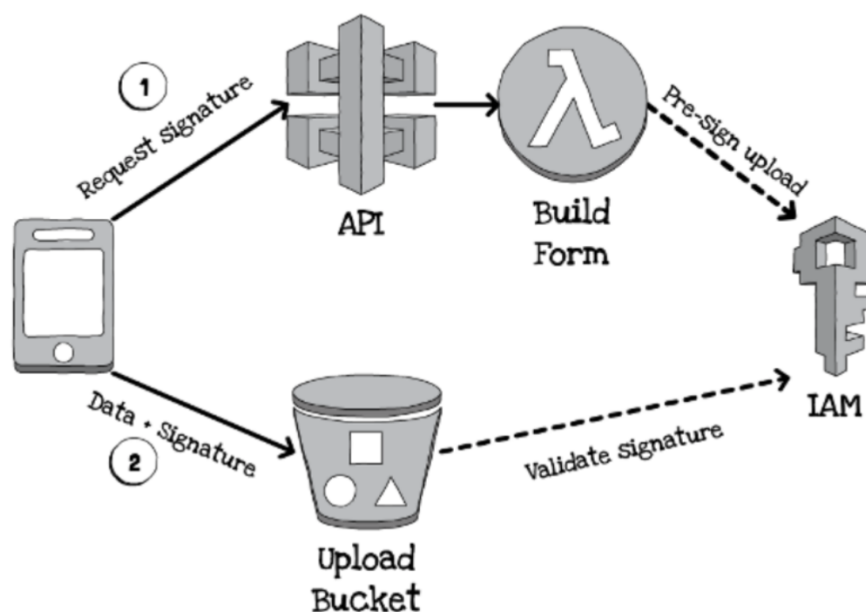 1
Request signature
API
Build
Form
Pre-sign upload
IAM
Data + Signature
2
Upload
Bucket
Validate signature